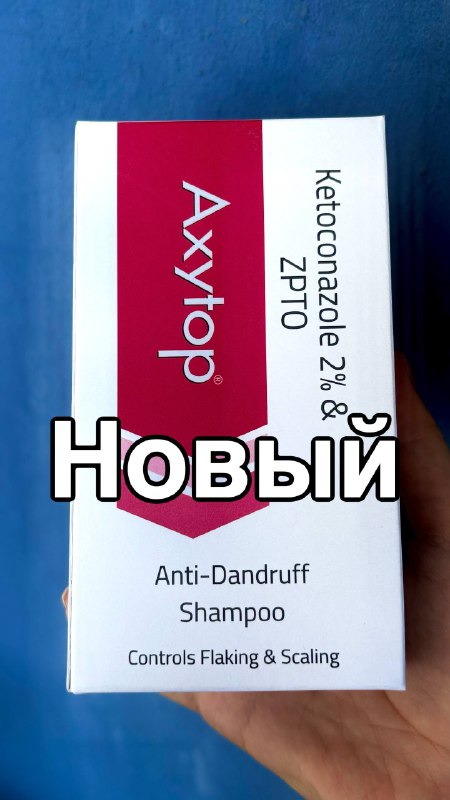 Axytop®
Ketoconazole 2% &
ZPTO
Новый
Anti-Dandruff
Shampoo
Controls Flaking & Scaling